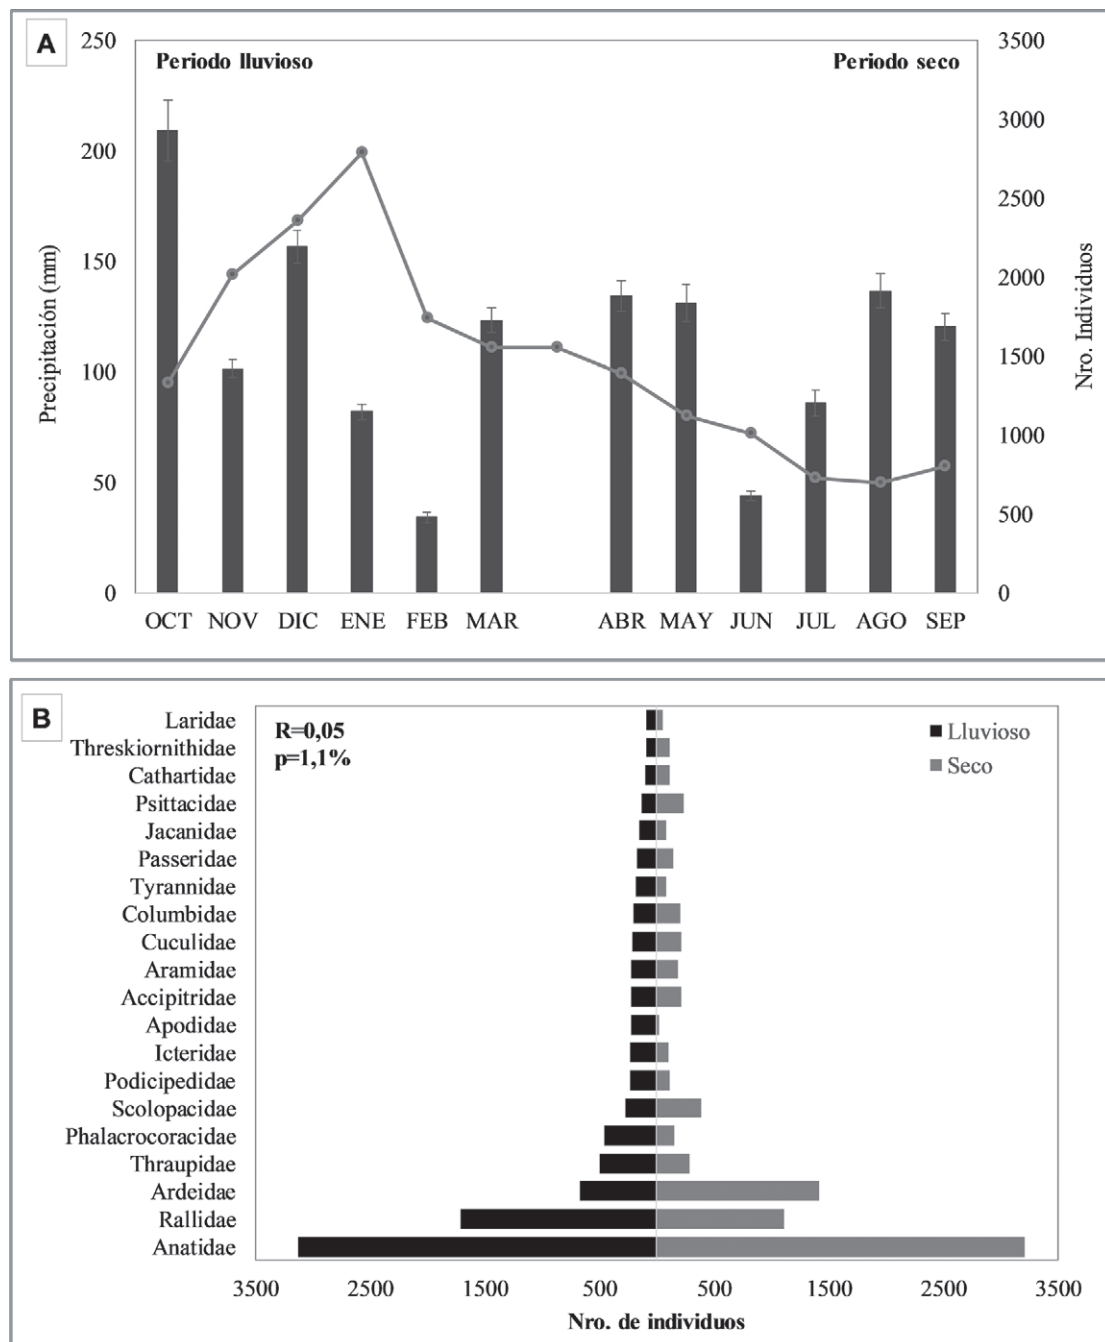 A
Periodo lluvioso
Periodo seco
Precipitación (mm)
250
200
150
100
50
0
3500
3000
2500
2000
1500
1000
500
0
Nro. Individuos
OCT NOV DIC ENE FEB MAR ABR MAY JUN JUL AGO SEP
B
R=0,05
p=1,1%
Lluvioso
Seco
Laridae
Threskiornithidae
Cathartidae
Psittacidae
Jacanidae
Passeridae
Tyrannidae
Columbidae
Cuculidae
Aramidae
Accipitridae
Apodidae
Icteridae
Podicipedidae
Scolopacidae
Phalacrocoracidae
Thraupidae
Ardeidae
Rallidae
Anatidae
3500 2500 1500 500 500 1500 2500 3500
Nro. de individuos